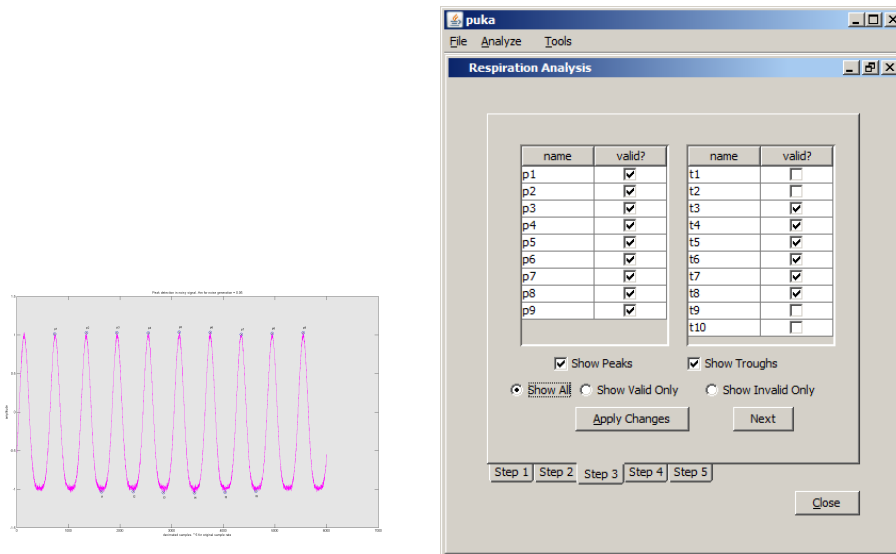 puka
File Analyze Tools
Respiration Analysis
name valid? name valid?
p1 t1
p2 t2
p3 t3
p4 t4
p5 t5
p6 t6
p7 t7
p8 t8
p9 t9
t10
Show Peaks Show Troughs
Show All Show Valid Only Show Invalid Only
Apply Changes Next
Step 1 Step 2 Step 3 Step 4 Step 5
Close